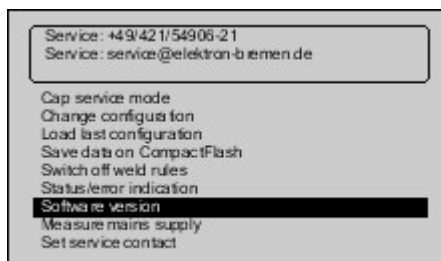 Service: +49/421/54906-21
Service: service@elektron-bremen.de
Cap service mode
Change configuration
Load last configuration
Save data on CompactFlash
Switch off weld rules
Status/error indication
Software version
Measure mains supply
Set service contact